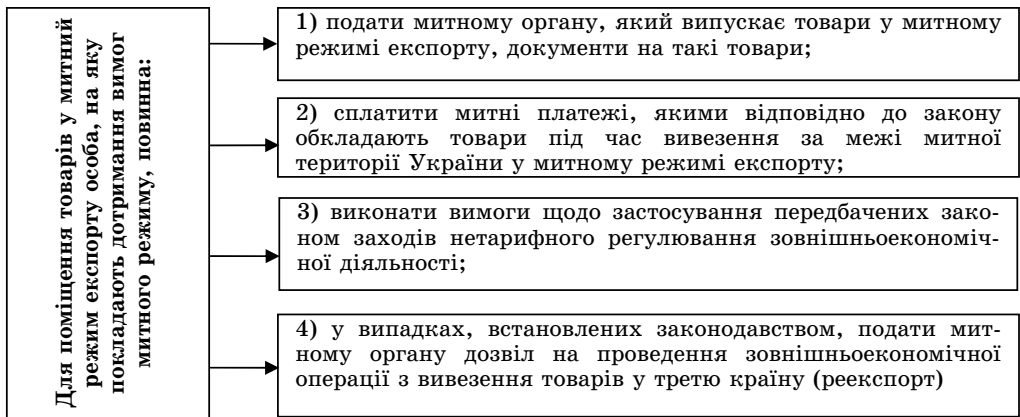 Для поміщення товарів у митний
режим експорту особа, на яку
покладають дотримання вимог
митного режиму, повинна:
1) подати митному органу, який випускає товари у митному
режимі експорту, документи на такі товари;
2) сплатити митні платежі, якими відповідно до закону
обкладають товари під час вивезення за межі митної
території України у митному режимі експорту;
3) виконати вимоги щодо застосування передбачених зако-
ном заходів нетарифного регулювання зовнішньоекономіч-
ної діяльності;
4) у випадках, встановлених законодавством, подати мит-
ному органу дозвіл на проведення зовнішньоекономічної
операції з вивезення товарів у третю країну (реекспорт)